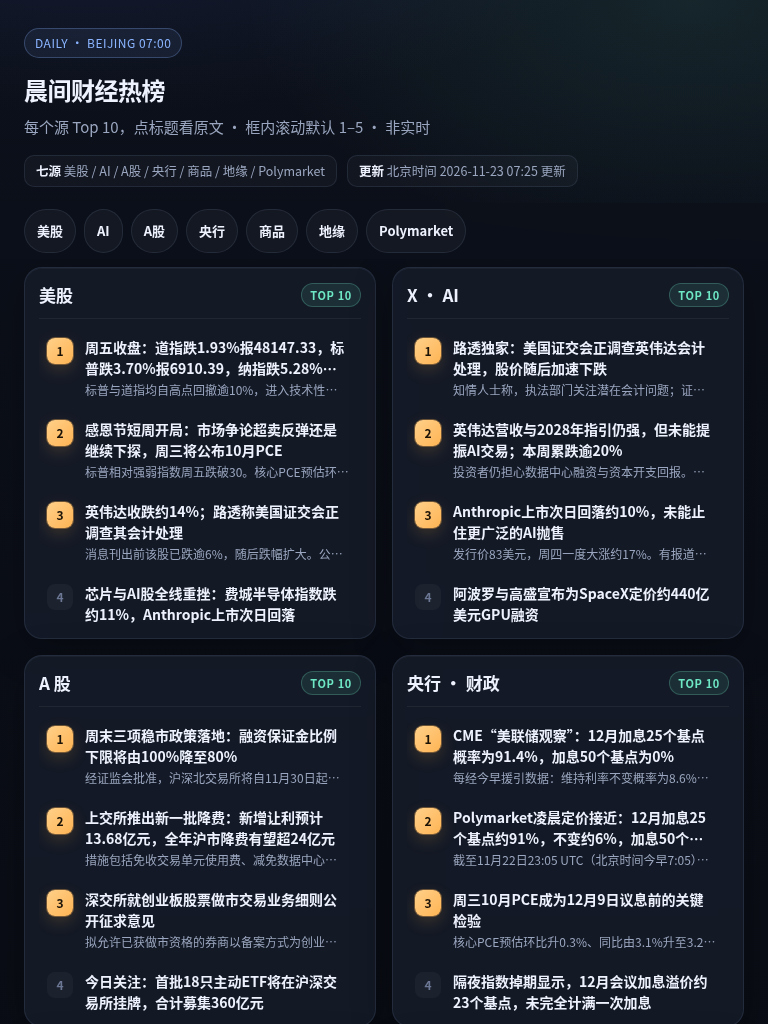 DAILY • BEIJING 07:00
晨间财经热榜
每个源 Top 10，点标题看原文 • 框内滚动默认 1–5 • 非实时
七源 美股 / AI / A股 / 央行 / 商品 / 地缘 / Polymarket
更新 北京时间 2026-11-23 07:25 更新
美股
AI
A股
央行
商品
地缘
Polymarket
美股
TOP 10
1
周五收盘：道指跌1.93%报48147.33，标
普跌3.70%报6910.39，纳指跌5.28%…
标普与道指均自高点回撤逾10%，进入技术性…
2
感恩节短周开局：市场争论超卖反弹还是
继续下探，周三将公布10月PCE
标普相对强弱指数周五跌破30。核心PCE预估环…
3
英伟达收跌约14%；路透称美国证交会正
调查其会计处理
消息刊出前该股已跌逾6%，随后跌幅扩大。公…
4
芯片与AI股全线重挫：费城半导体指数跌
约11%，Anthropic上市次日回落
X • AI
TOP 10
1
路透独家：美国证交会正调查英伟达会计
处理，股价随后加速下跌
知情人士称，执法部门关注潜在会计问题；证…
2
英伟达营收与2028年指引仍强，但未能提
振AI交易；本周累跌逾20%
投资者仍担心数据中心融资与资本开支回报。…
3
Anthropic上市次日回落约10%，未能止
住更广泛的AI抛售
发行价83美元，周四一度大涨约17%。有报道…
4
阿波罗与高盛宣布为SpaceX定价约440亿
美元GPU融资
A 股
TOP 10
1
周末三项稳市政策落地：融资保证金比例
下限将由100%降至80%
经证监会批准，沪深北交易所将自11月30日起…
2
上交所推出新一批降费：新增让利预计
13.68亿元，全年沪市降费有望超24亿元
措施包括免收交易单元使用费、减免数据中心…
3
深交所就创业板股票做市交易业务细则公
开征求意见
拟允许已获做市资格的券商以备案方式为创业…
4
今日关注：首批18只主动ETF将在沪深交
易所挂牌，合计募集360亿元
央行 • 财政
TOP 10
1
CME“美联储观察”：12月加息25个基点
概率为91.4%，加息50个基点为0%
每经今早援引数据：维持利率不变概率为8.6%…
2
Polymarket凌晨定价接近：12月加息25
个基点约91%，不变约6%，加息50个…
截至11月22日23:05 UTC（北京时间今早7:05）…
3
周三10月PCE成为12月9日议息前的关键
检验
核心PCE预估环比升0.3%、同比由3.1%升至3.2…
4
隔夜指数掉期显示，12月会议加息溢价约
23个基点，未完全计满一次加息